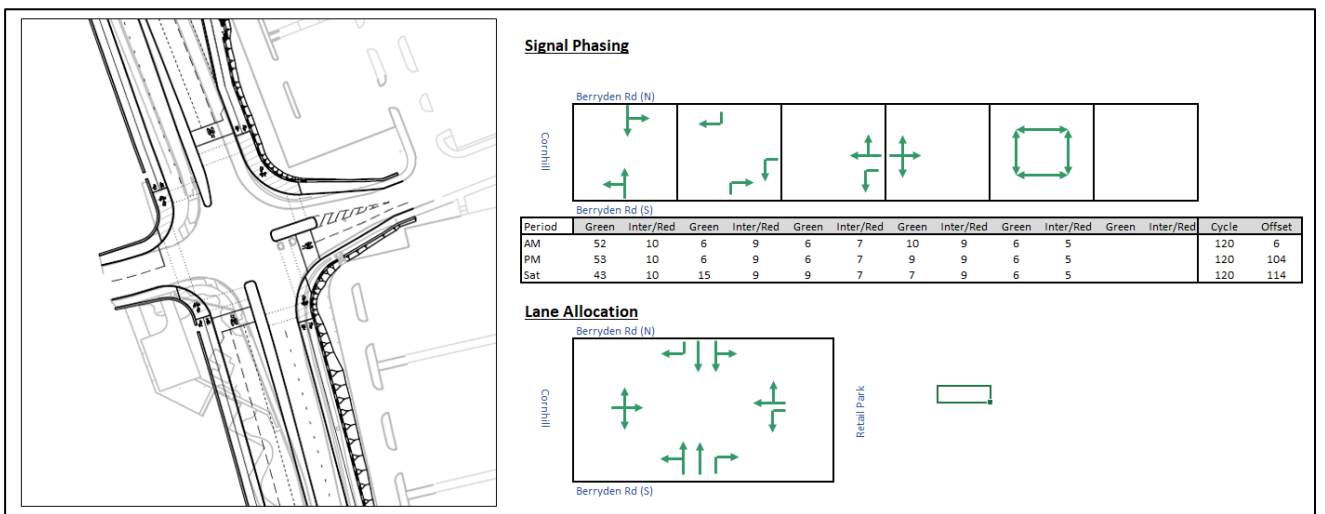 Signal Phasing
Berryden Rd (N)
Cornhill
Berryden Rd (S)
Period Green Inter/Red Green Inter/Red Green Inter/Red Green Inter/Red Green Inter/Red Green Inter/Red Cycle Offset
AM 52 10 6 9 6 7 10 9 6 5 120 6
PM 53 10 6 9 6 7 9 9 6 5 120 104
Sat 43 10 15 9 9 7 7 9 6 5 120 114
Lane Allocation
Berryden Rd (N)
Cornhill
Retail Park
Berryden Rd (S)